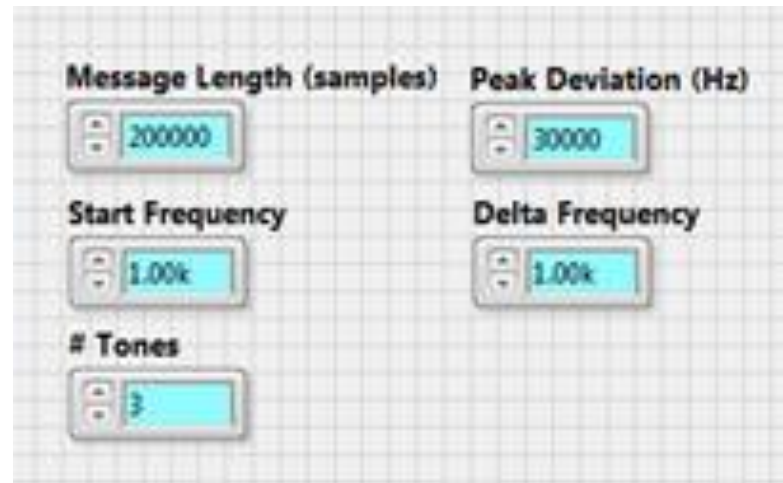 Message Length (samples) Peak Deviation (Hz)
200000 30000
Start Frequency Delta Frequency
1.00k 1.00k
# Tones
3